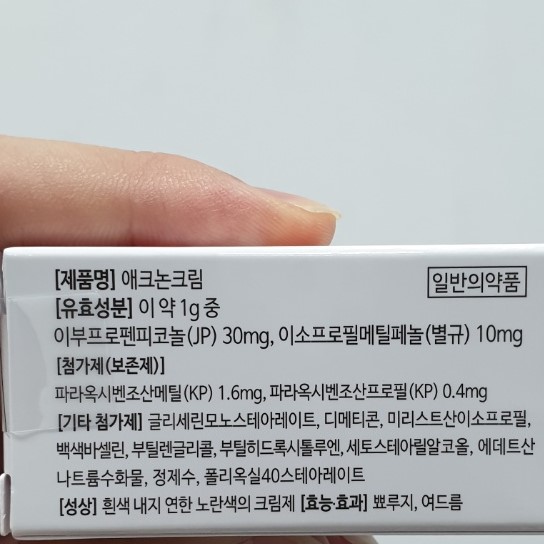 [제품명] 애크논크림
일반의약품
[유효성분] 이 약 1g 중
이부프로펜피코놀(JP) 30mg, 이소프로필메틸페놀(별규) 10mg
[첨가제(보존제)]
파라옥시벤조산메틸(KP) 1.6mg, 파라옥시벤조산프로필(KP) 0.4mg
[기타 첨가제] 글리세린모노스테아레이트, 디메티콘, 미리스트산이소프로필,
백색바셀린, 부틸렌글리콜, 부틸히드록시톨루엔, 세토스테아릴알코올, 에데트산
나트륨수화물, 정제수, 폴리옥실40스테아레이트
[성상] 흰색 내지 연한 노란색의 크림제 [효능·효과] 뾰루지, 여드름